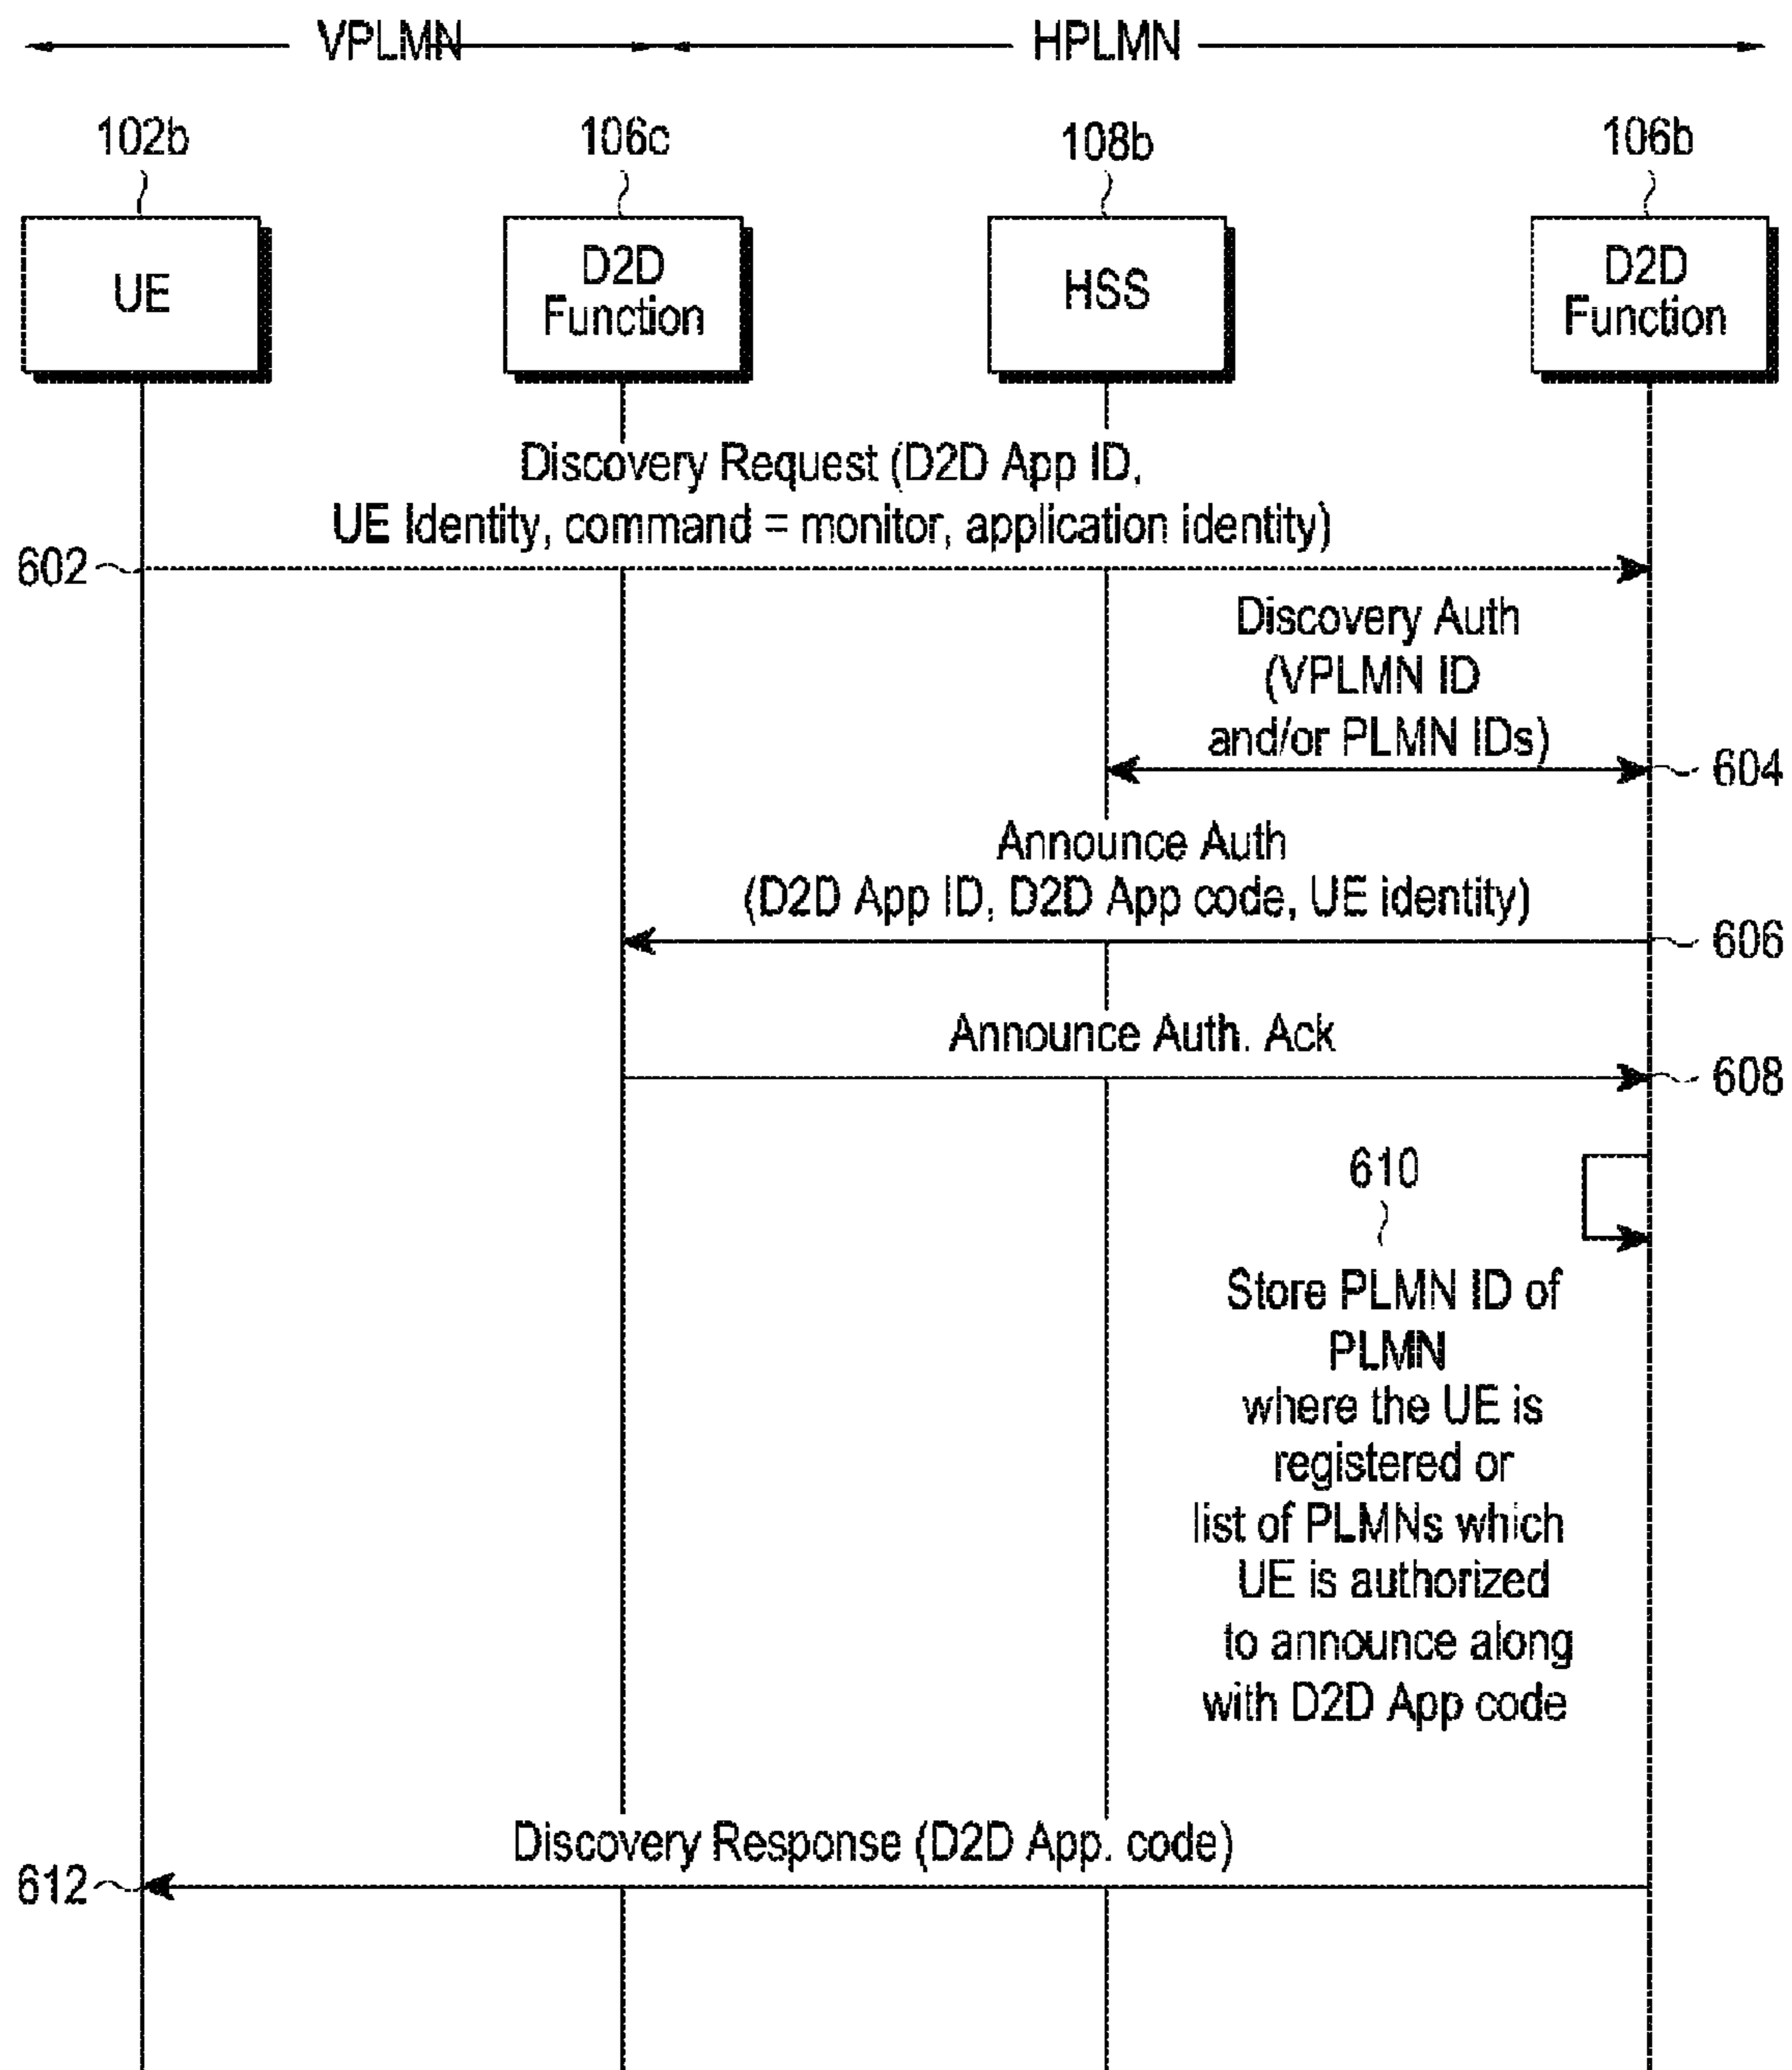 VPLMN
HPLMN
102b
106c
108b
106b
UE
D2D
Function
HSS
D2D
Function
Discovery Request (D2D App ID,
UE Identity, command = monitor, application identity)
602
Discovery Auth
(VPLMN ID
and/or PLMN IDs)
604
Announce Auth
(D2D App ID, D2D App code, UE identity)
606
Announce Auth. Ack
608
610
Store PLMN ID of
PLMN
where the UE is
registered or
list of PLMNs which
UE is authorized
to announce along
with D2D App code
Discovery Response (D2D App. code)
612